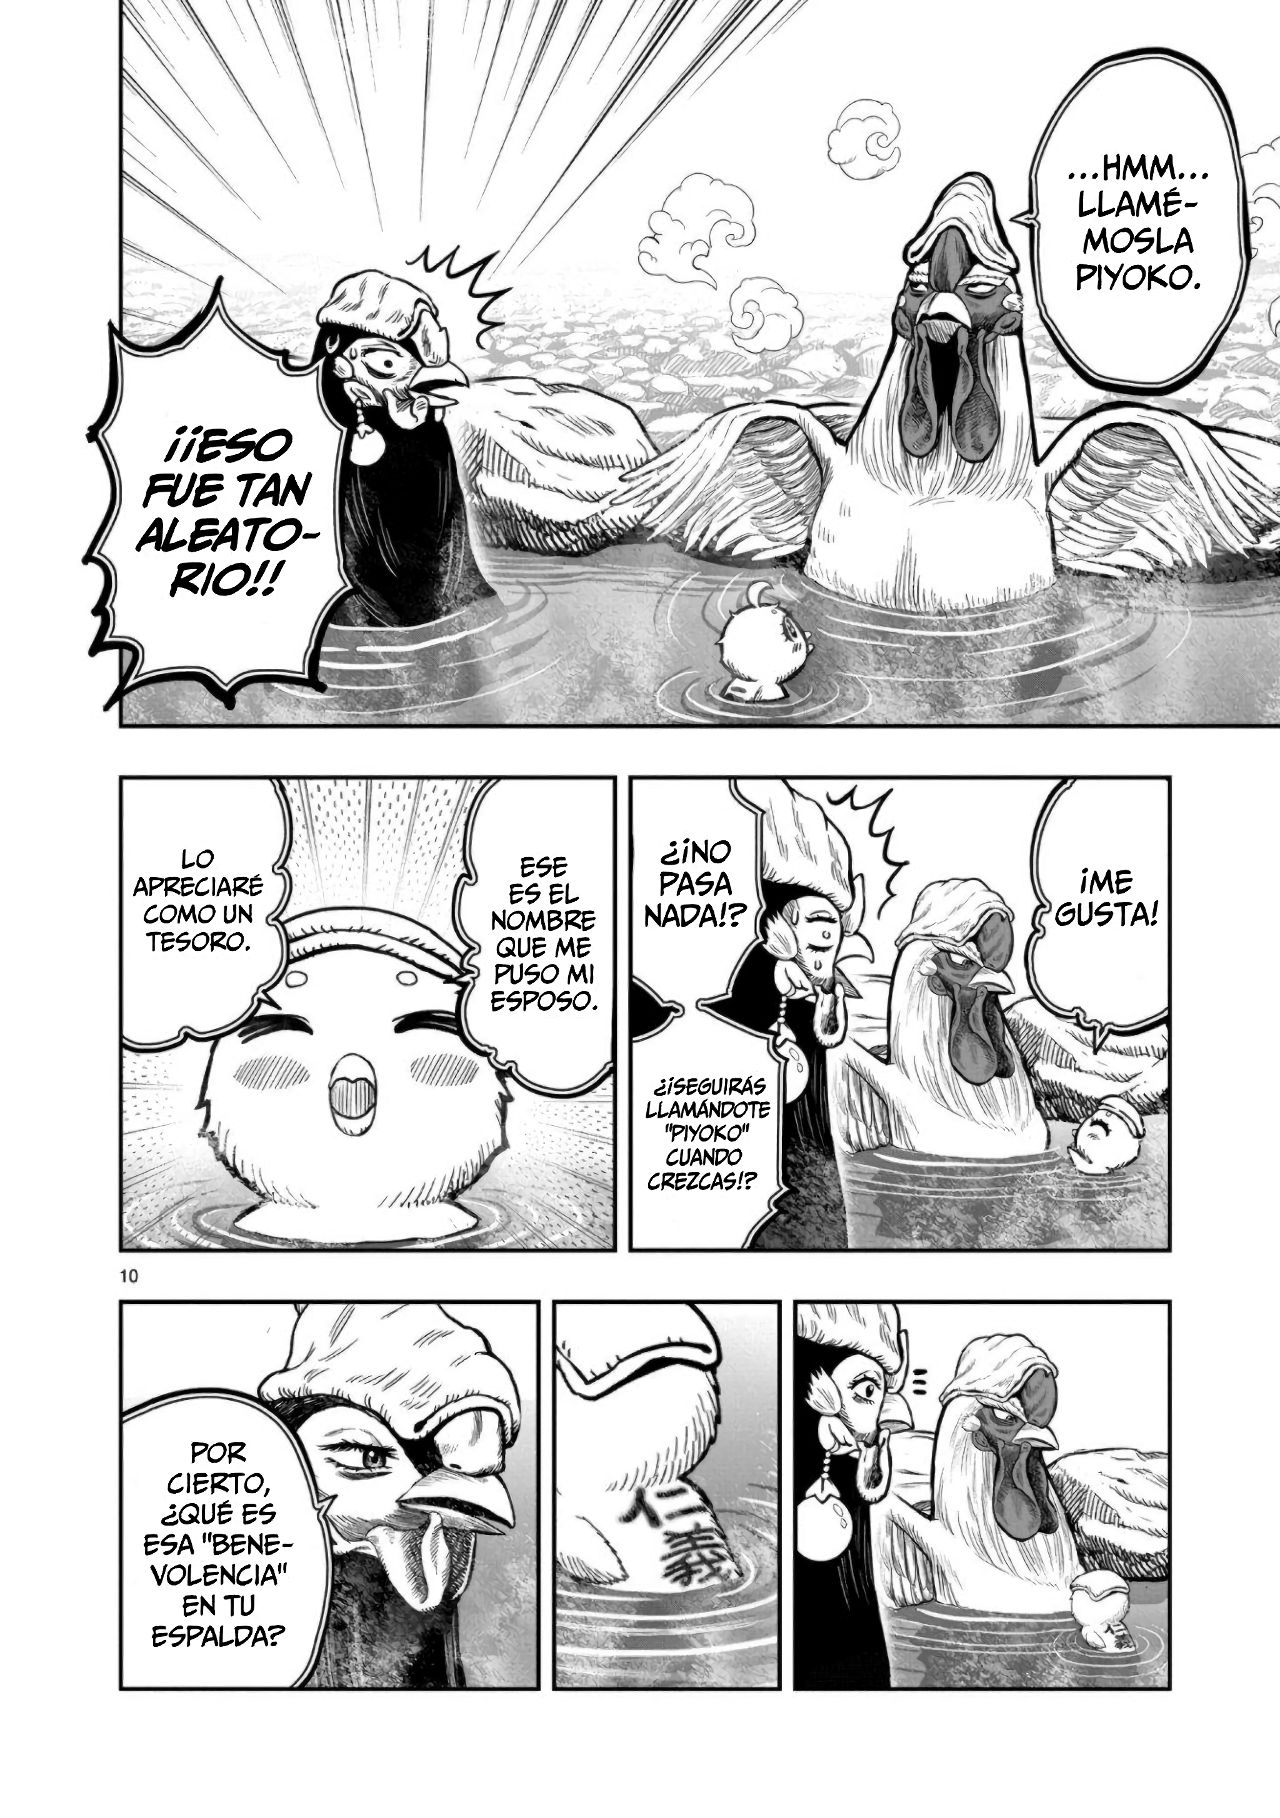 ...HMM...
LLAMÉ-
MOSLA
PIYOKO.
¡¡ESO
FUE TAN
ALEATO-
RIO!!
¡ME
GUSTA!
¿¡NO
PASA
NADA!?
¿¡SEGUIRÁS
LLAMÁNDOTE
"PIYOKO"
CUANDO
CREZCAS!?
ESE
ES EL
NOMBRE
QUE ME
PUSO MI
ESPOSO.
LO
APRECIARÉ
COMO UN
TESORO.
10
仁義
仁義
POR
CIERTO,
¿QUÉ ES
ESA "BENE-
VOLENCIA"
EN TU
ESPALDA?